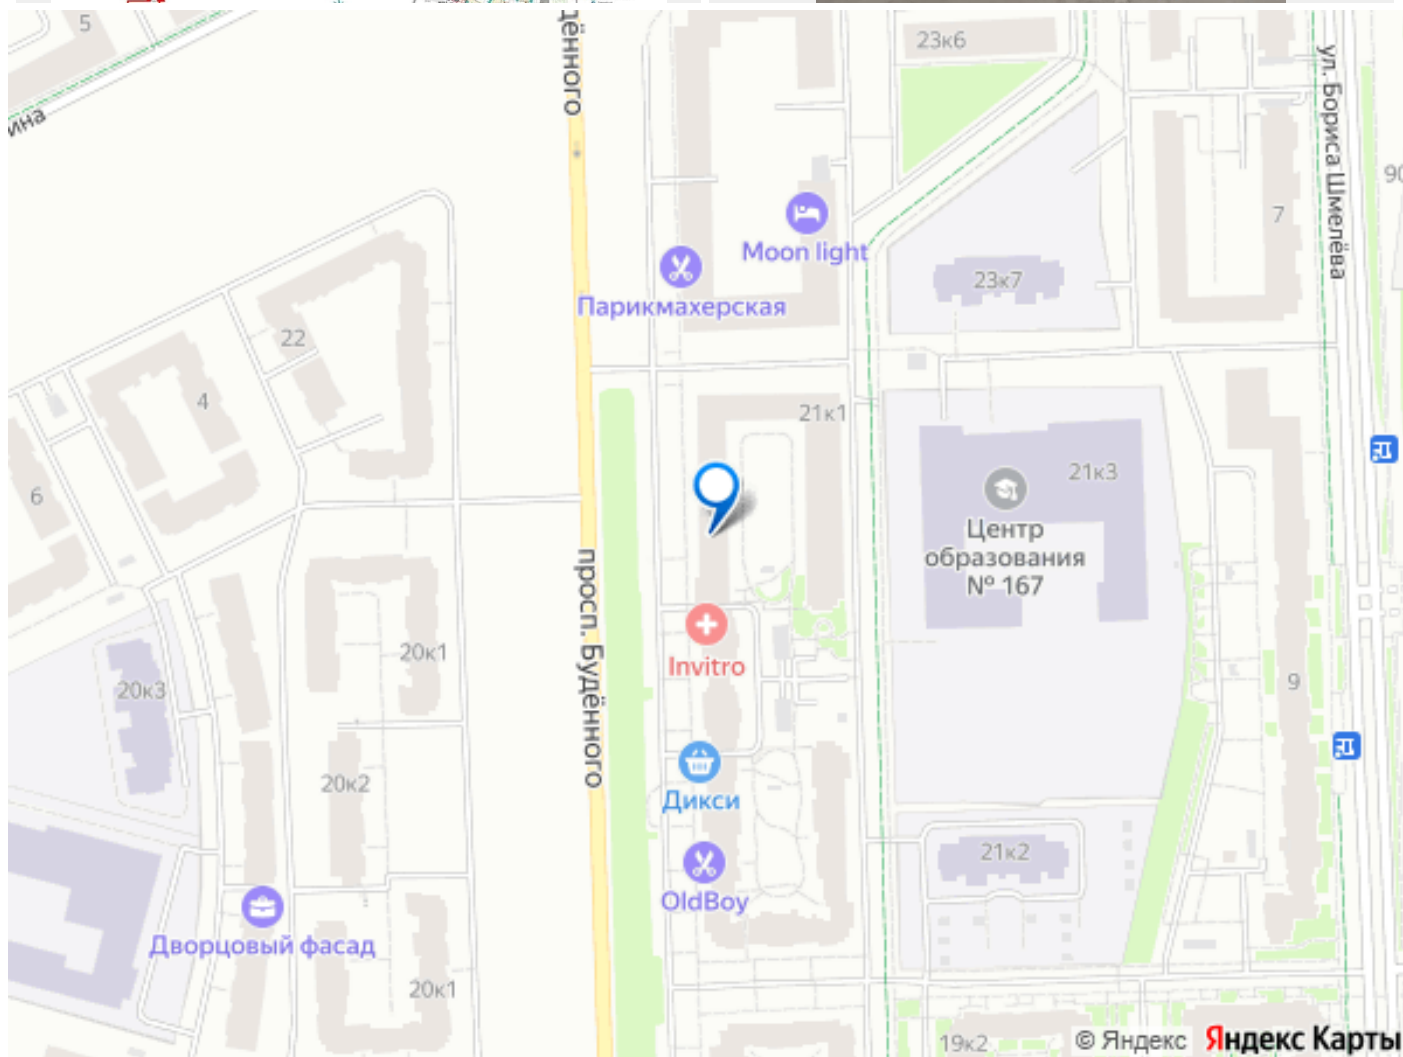 5
дённого
23к6
ул. Бориса Шмелёва
ина
90
7
Moon light
23к7
Парикмахерская
22
4
21к1
6
21к3
Центр
образования
№ 167
просп. Будённого
20к1
Invitro
20к3
9
20к2
Дикси
21к2
OldBoy
Дворцовый фасад
20к1
19к2
© Яндекс Яндекс Карты